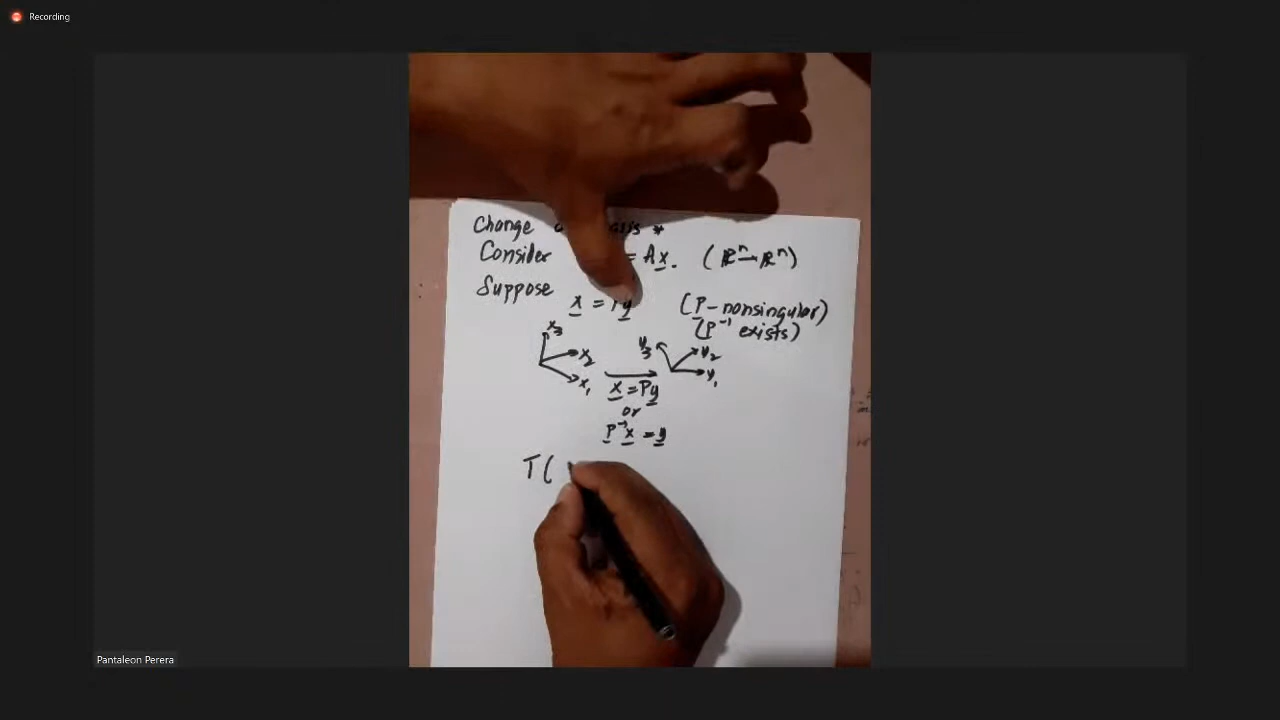 Recording
Change *
Consider = Ax. (ℝⁿ→ℝⁿ)
Suppose
x = Py (P-nonsingular)
(P⁻¹ exists)
x₃ x₂ x₁ y₃ y₂ y₁
x = Py
or
P⁻¹x = y
T(
Pantaleon Perera